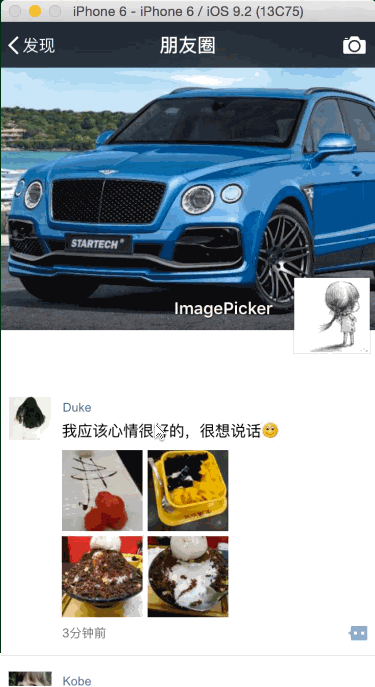 iPhone 6 - iPhone 6 / iOS 9.2 (13C75)
发现
朋友圈
STARTECH
ImagePicker
Duke
我应该心情很好的，很想说话😊
3分钟前
Kobe